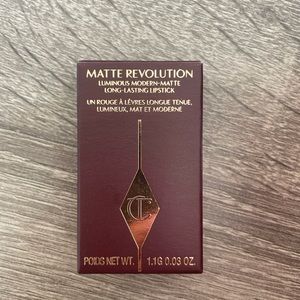 MATTE REVOLUTION
LUMINOUS MODERN-MATTE
LONG-LASTING LIPSTICK
UN ROUGE À LÈVRES LONGUE TENUE,
LUMINEUX, MAT ET MODERNE
CT
POIDS NET WT. 1.1G 0.03 OZ.